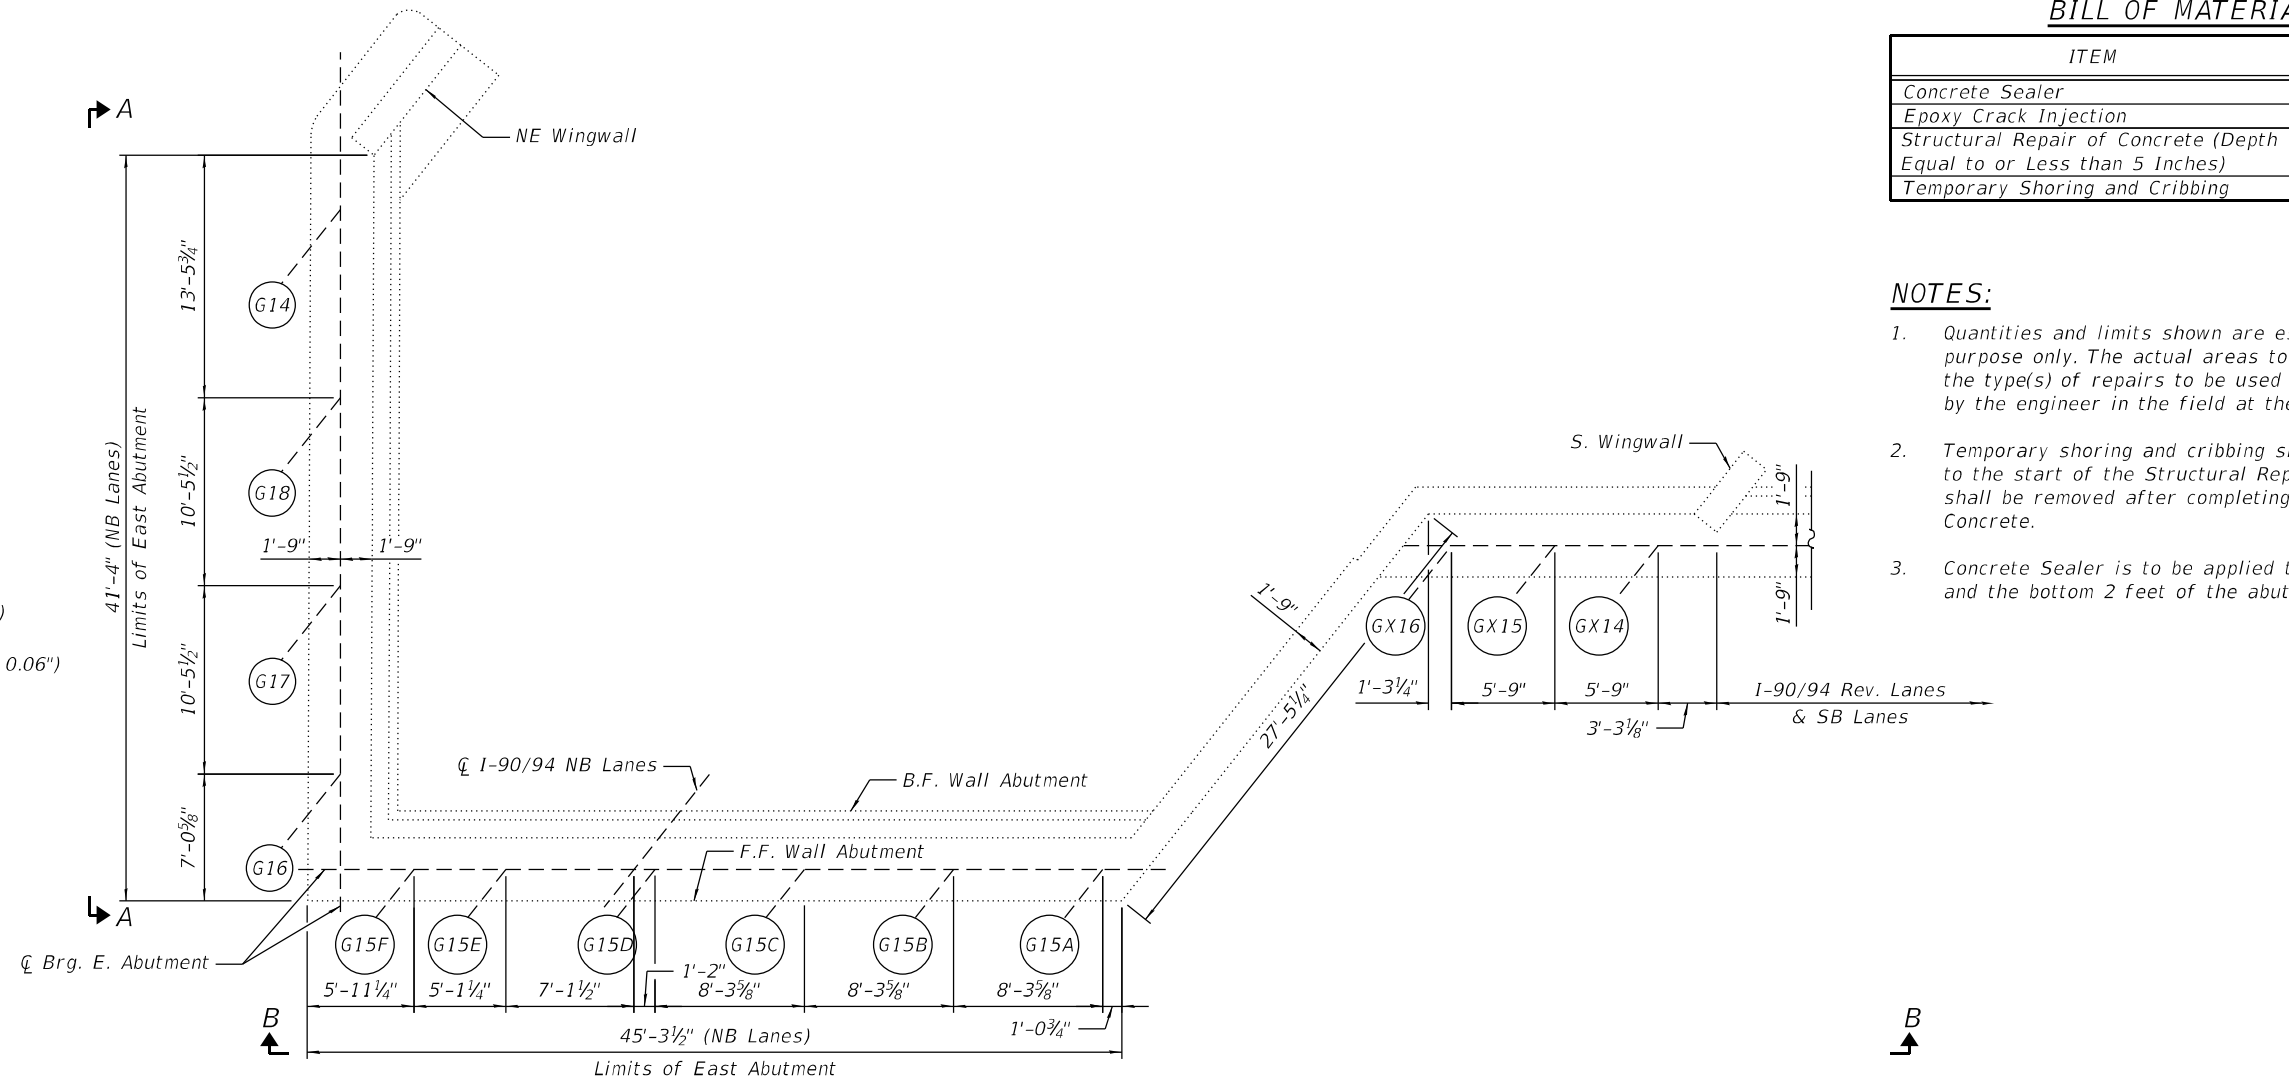 BILL OF MATERIA
ITEM
Concrete Sealer
Epoxy Crack Injection
Structural Repair of Concrete (Depth
Equal to or Less than 5 Inches)
Temporary Shoring and Cribbing
NOTES:
1. Quantities and limits shown are es
purpose only. The actual areas to
the type(s) of repairs to be used
by the engineer in the field at the
2. Temporary shoring and cribbing s
to the start of the Structural Rep
shall be removed after completing
Concrete.
3. Concrete Sealer is to be applied t
and the bottom 2 feet of the abut
A
NE Wingwall
13'-5¾"
G14
41'-4" (NB Lanes)
Limits of East Abutment
10'-5½"
G18
1'-9"
1'-9"
10'-5½"
G17
)
0.06")
7'-0⅝"
G16
A
℄ Brg. E. Abutment
℄ I-90/94 NB Lanes
B.F. Wall Abutment
F.F. Wall Abutment
G15F
G15E
G15D
G15C
G15B
G15A
5'-11¼"
5'-1¼"
7'-1½"
1'-2"
8'-3⅝"
8'-3⅝"
8'-3⅝"
1'-0¾"
45'-3½" (NB Lanes)
Limits of East Abutment
B
S. Wingwall
1'-9"
1'-9"
1'-9"
27'-5¼"
GX16
GX15
GX14
1'-3¼"
5'-9"
5'-9"
3'-3⅛"
I-90/94 Rev. Lanes
& SB Lanes
B